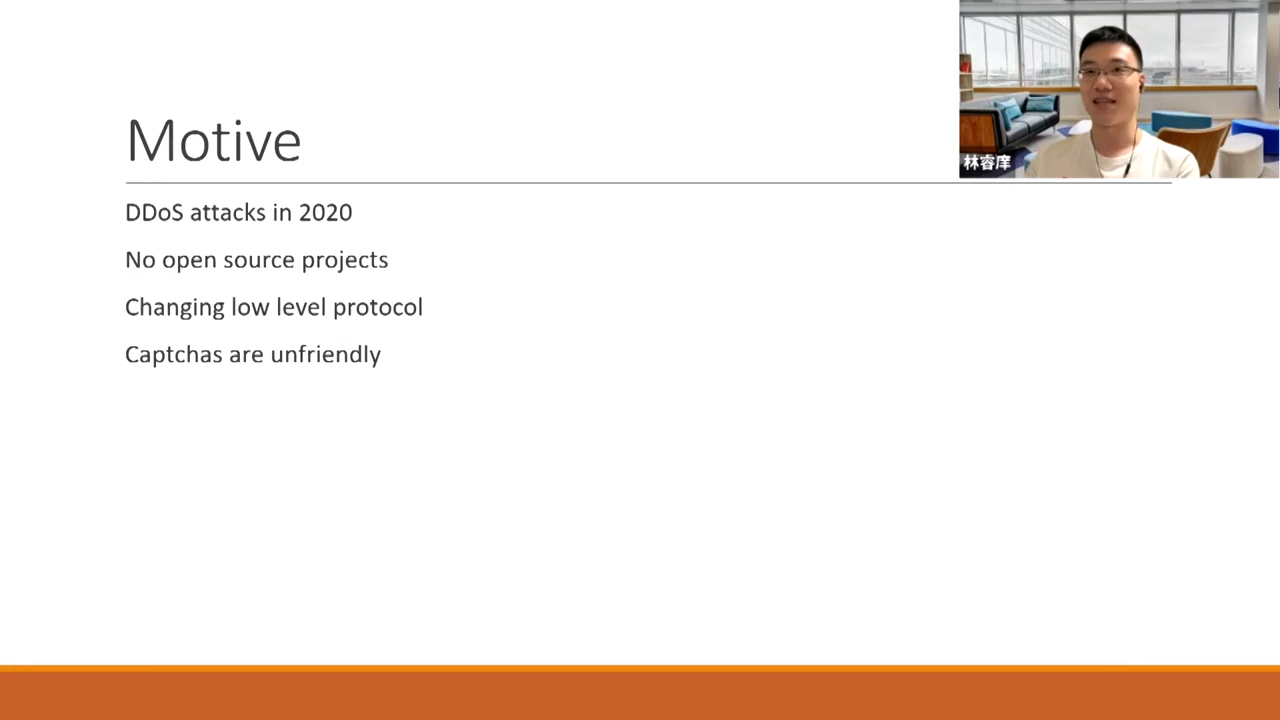 Motive
林睿庠
DDoS attacks in 2020
No open source projects
Changing low level protocol
Captchas are unfriendly